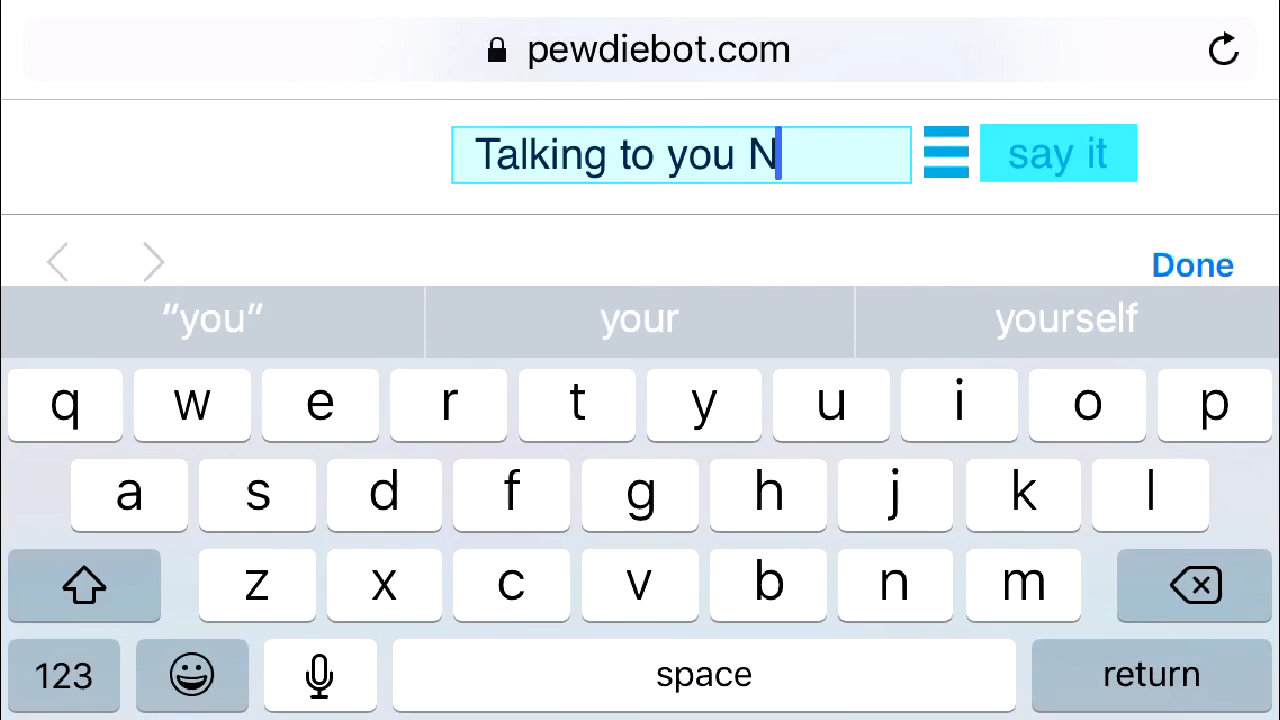 pewdiebot.com
Talking to you N
say it
Done
“you” your yourself
q w e r t y u i o p
a s d f g h j k l
z x c v b n m
123 space return